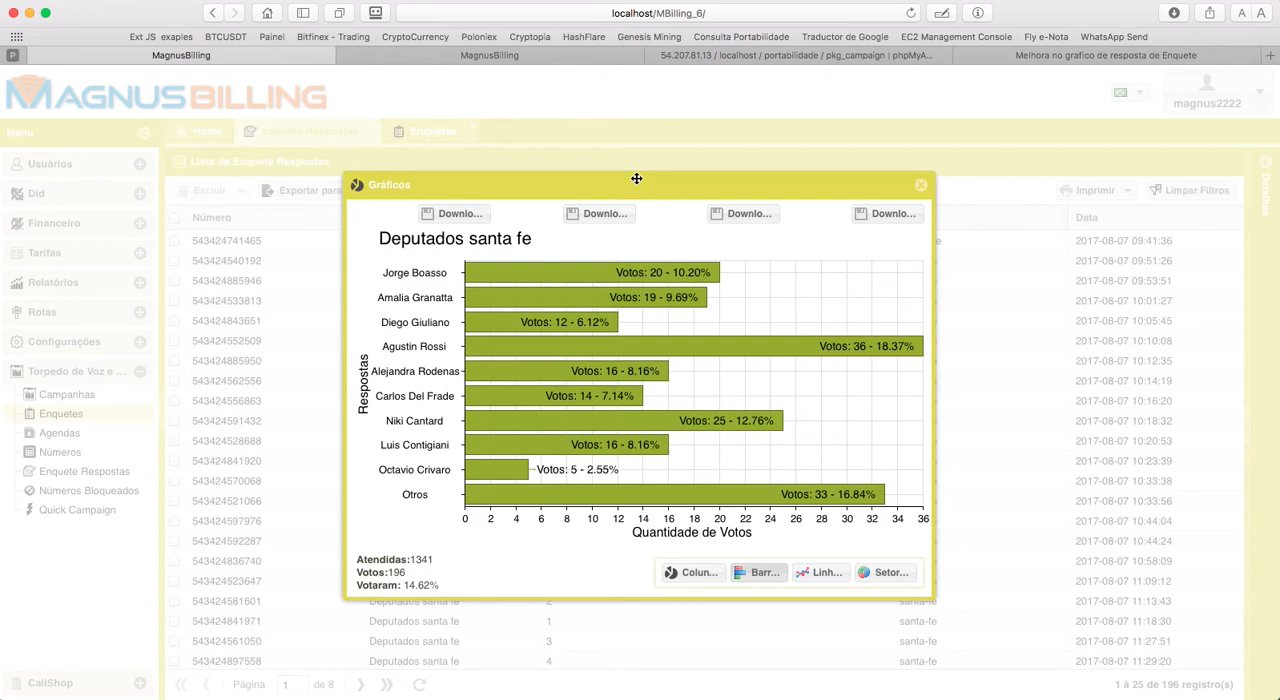 localhost/MBilling_6/
A A
Ext JS exaples BTCUSDT Painel Bitfinex - Trading CryptoCurrency Poloniex Cryptopia HashFlare Genesis Mining Consulta Portabilidade Traductor de Google EC2 Management Console Fly e-Nota WhatsApp Send
P MagnusBilling MagnusBilling 54.207.81.13 / localhost / portabilidade / pkg_campaign | phpMyA... Melhora no grafico de resposta de Enquete
MAGNUSBILLING
magnus2222
Menu Home Enquete Respostas Enquetes
Usuários
Did
Financeiro
Tarifas
Relatórios
Rotas
Configurações
Torpedo de Voz e ...
Campanhas
Enquetes
Agendas
Números
Enquete Respostas
Números Bloqueados
Quick Campaign
CallShop
Lista de Enquete Respostas
Excluir Exportar para Imprimir Limpar Filtros
Detalhes
Número Data
543424741465 e 2017-08-07 09:41:36
543424540192 2017-08-07 09:51:26
543424885946 2017-08-07 09:53:51
543424533813 2017-08-07 10:01:27
543424843651 2017-08-07 10:05:45
543424552509 2017-08-07 10:10:08
543424885950 2017-08-07 10:12:35
543424562556 2017-08-07 10:14:19
543424556863 2017-08-07 10:16:20
543424591432 2017-08-07 10:18:32
543424528688 2017-08-07 10:20:53
543424841920 2017-08-07 10:23:39
543424570068 2017-08-07 10:33:38
543424521066 2017-08-07 10:33:56
543424597976 2017-08-07 10:44:04
543424592287 2017-08-07 10:44:24
543424836740 2017-08-07 10:58:09
543424523647 2017-08-07 11:09:12
543424581601 Deputados santa fe 2 santa-fe 2017-08-07 11:13:43
543424841971 Deputados santa fe 1 santa-fe 2017-08-07 11:18:30
543424561050 Deputados santa fe 3 santa-fe 2017-08-07 11:27:51
543424897558 Deputados santa fe 4 santa-fe 2017-08-07 11:29:20
Página 1 de 8 1 à 25 de 196 registro(s)
Gráficos
Downlo... Downlo... Downlo... Downlo...
Deputados santa fe
Respostas
Jorge Boasso Votos: 20 - 10.20%
Amalia Granatta Votos: 19 - 9.69%
Diego Giuliano Votos: 12 - 6.12%
Agustin Rossi Votos: 36 - 18.37%
Alejandra Rodenas Votos: 16 - 8.16%
Carlos Del Frade Votos: 14 - 7.14%
Niki Cantard Votos: 25 - 12.76%
Luis Contigiani Votos: 16 - 8.16%
Octavio Crivaro Votos: 5 - 2.55%
Otros Votos: 33 - 16.84%
0 2 4 6 8 10 12 14 16 18 20 22 24 26 28 30 32 34 36
Quantidade de Votos
Atendidas:1341
Votos:196
Votaram: 14.62%
Colun... Barr... Linh... Setor...